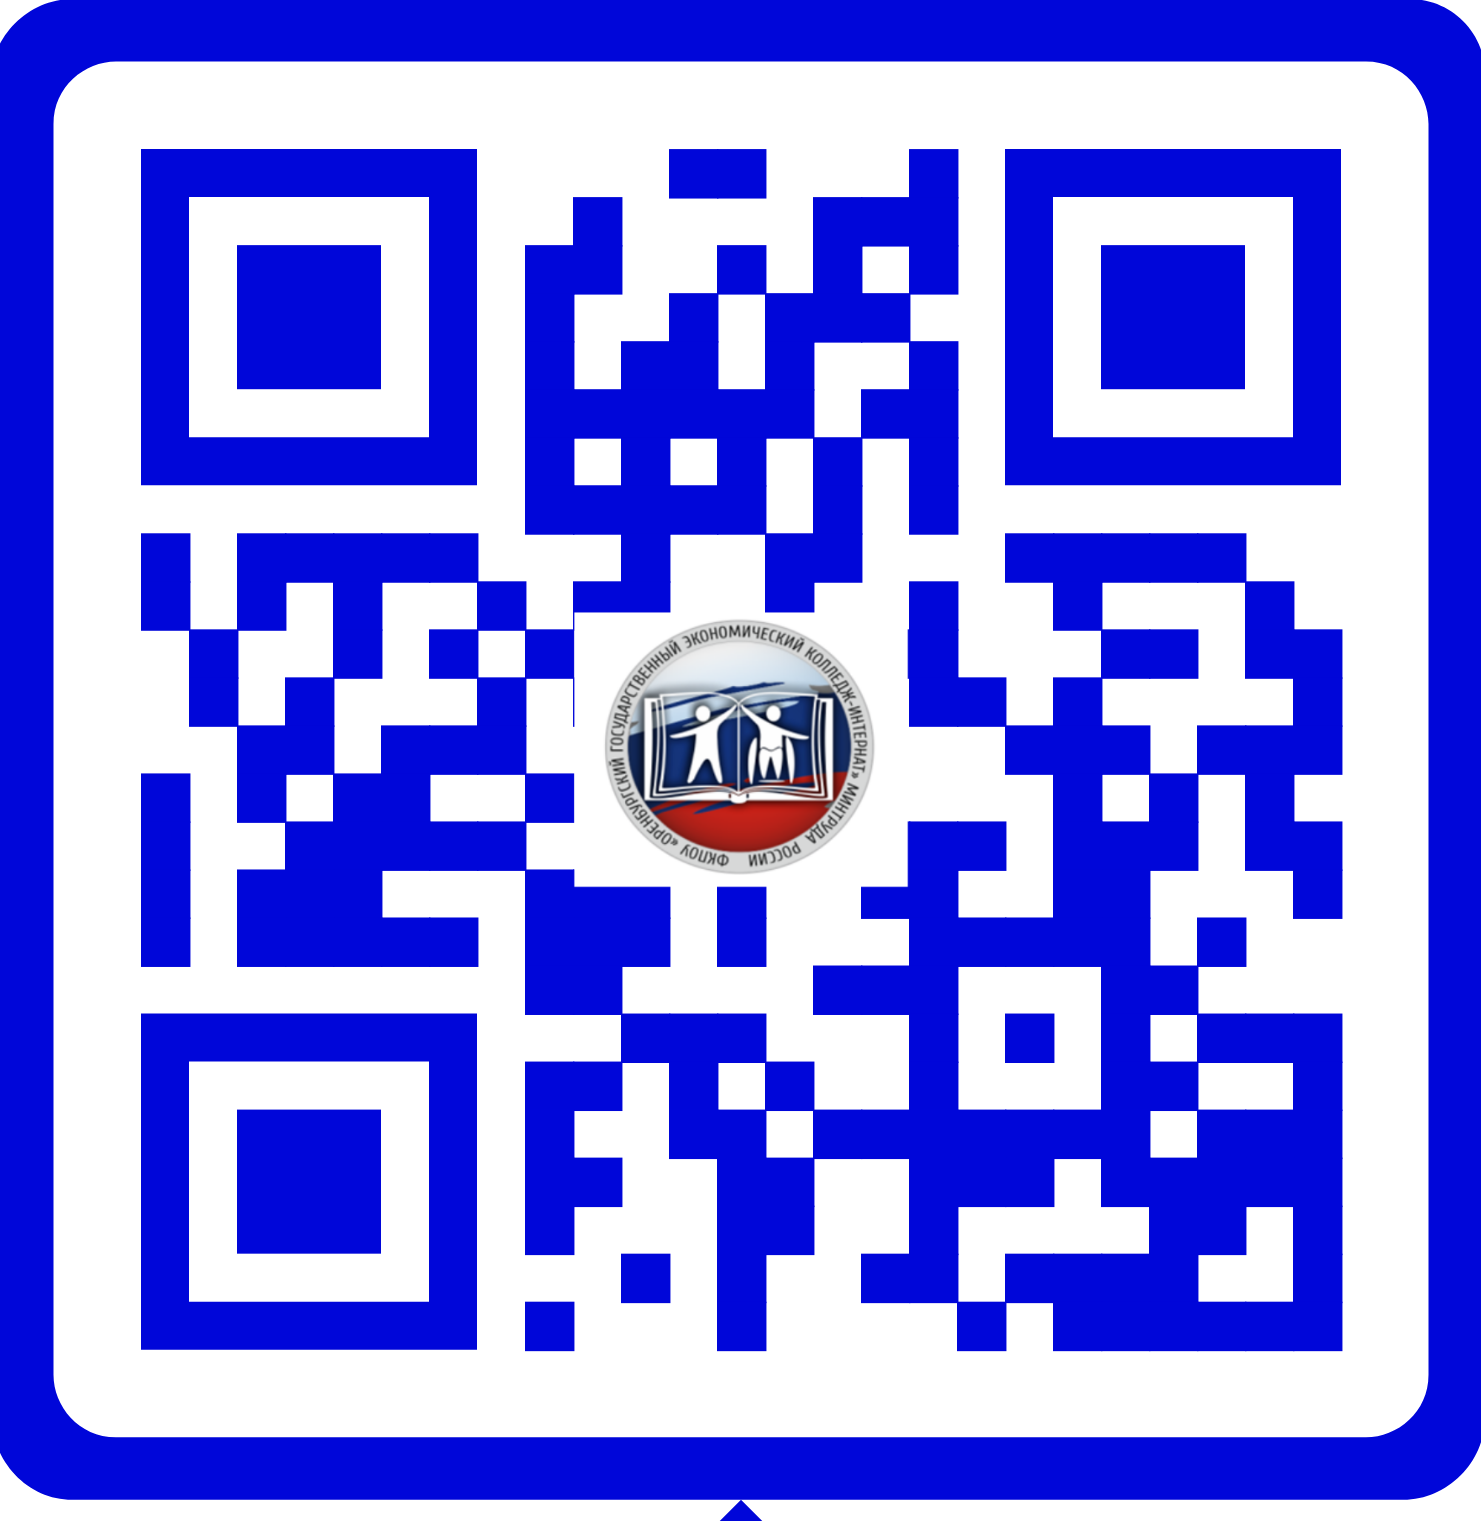 ФКПОУ «ОРЕНБУРГСКИЙ ГОСУДАРСТВЕННЫЙ ЭКОНОМИЧЕСКИЙ КОЛЛЕДЖ-ИНТЕРНАТ» МИНТРУДА РОССИИ